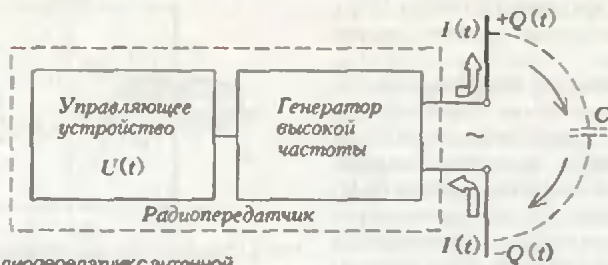 I(t) +Q(t)
Управляющее
устройство
U(t)
Генератор
высокой
частоты
~
C
Радиопередатчик
I(t) -Q(t)